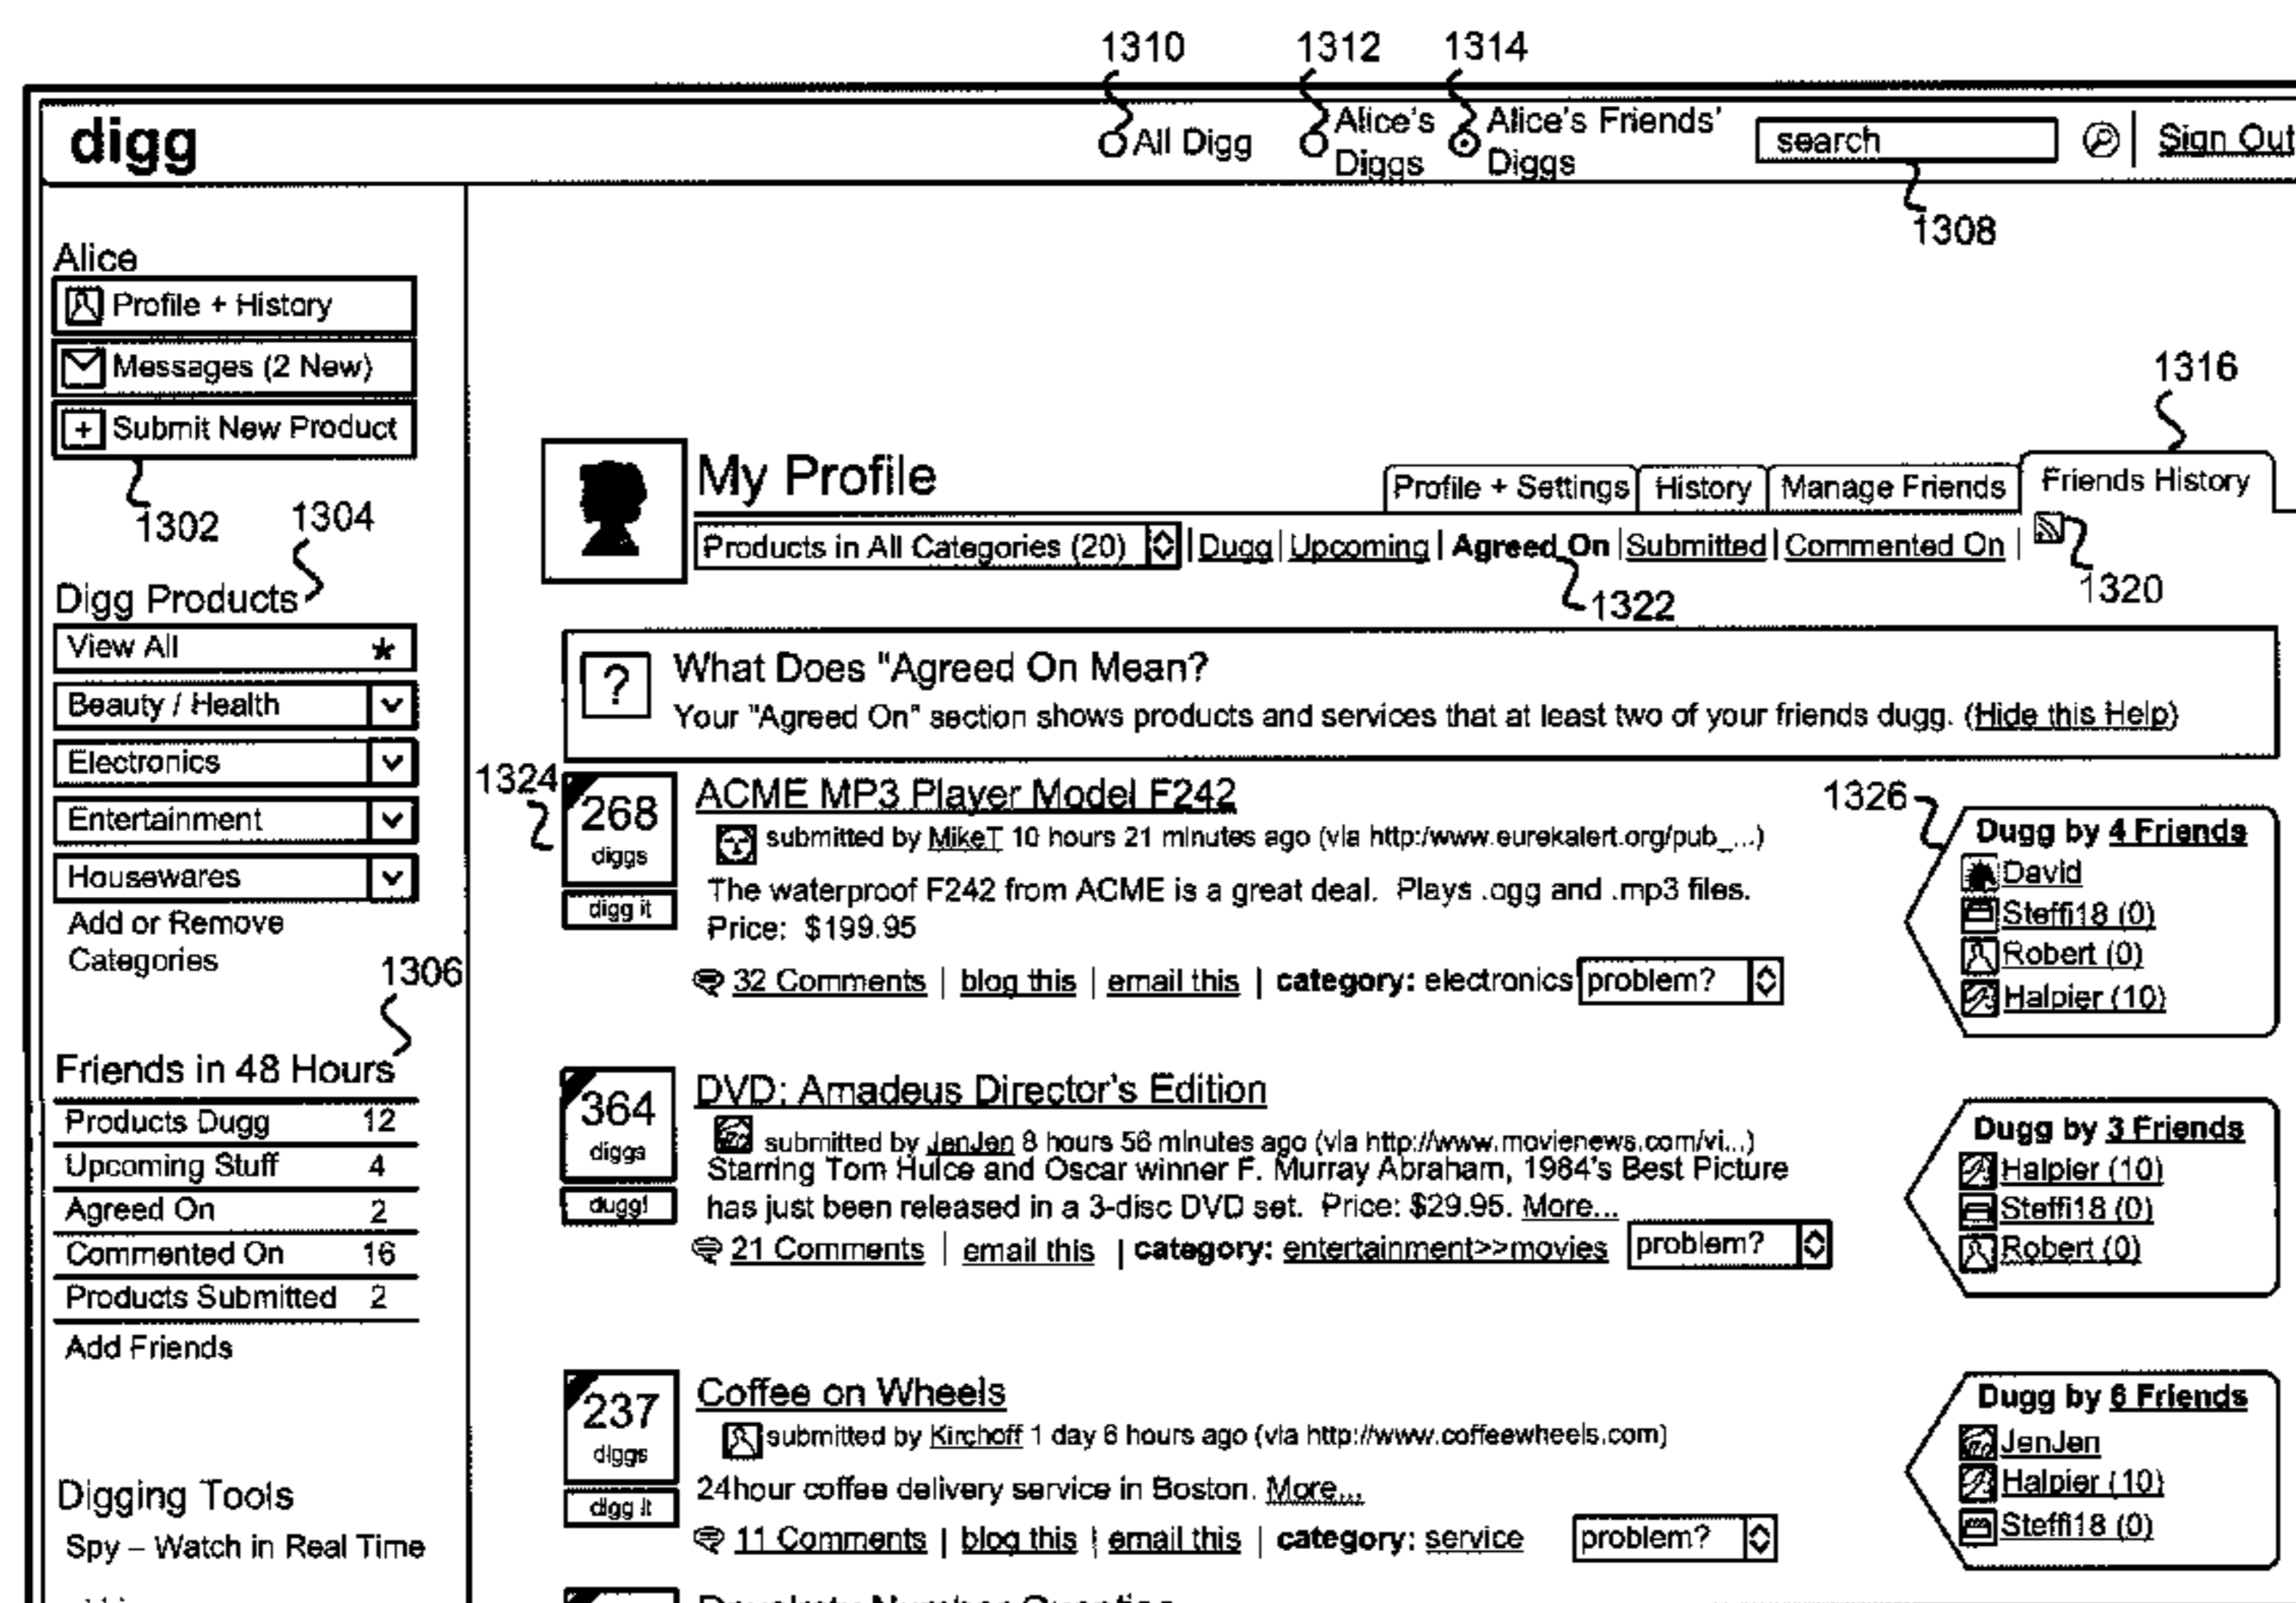 1310 1312 1314
digg All Digg Alice's Diggs Alice's Friends' Diggs search Sign Out
1308
Alice
Profile + History
Messages (2 New)
Submit New Product
1302
1304
Digg Products
View All
Beauty / Health
Electronics
Entertainment
Housewares
Add or Remove
Categories
1306
Friends in 48 Hours
Products Dugg 12
Upcoming Stuff 4
Agreed On 2
Commented On 16
Products Submitted 2
Add Friends
Digging Tools
Spy – Watch in Real Time
1316
My Profile
Profile + Settings History Manage Friends Friends History
Products in All Categories (20) | Dugg | Upcoming | Agreed On | Submitted | Commented On |
1320
1322
? What Does "Agreed On Mean?
Your "Agreed On" section shows products and services that at least two of your friends dugg. (Hide this Help)
1324
268
diggs
digg it
ACME MP3 Player Model F242
submitted by MikeT 10 hours 21 minutes ago (via http:/www.eurekalert.org/pub_...)
The waterproof F242 from ACME is a great deal. Plays .ogg and .mp3 files.
Price: $199.95
32 Comments | blog this | email this | category: electronics problem?
1326
Dugg by 4 Friends
David
Steffi18 (0)
Robert (0)
Halpier (10)
364
diggs
dugg!
DVD: Amadeus Director's Edition
submitted by JenJen 8 hours 56 minutes ago (via http://www.movienews.com/vi...)
Starring Tom Hulce and Oscar winner F. Murray Abraham, 1984's Best Picture
has just been released in a 3-disc DVD set. Price: $29.95. More...
21 Comments | email this | category: entertainment>>movies problem?
Dugg by 3 Friends
Halpier (10)
Steffi18 (0)
Robert (0)
237
diggs
digg it
Coffee on Wheels
submitted by Kirchoff 1 day 6 hours ago (via http://www.coffeewheels.com)
24hour coffee delivery service in Boston. More...
11 Comments | blog this | email this | category: service problem?
Dugg by 6 Friends
JenJen
Halpier (10)
Steffi18 (0)